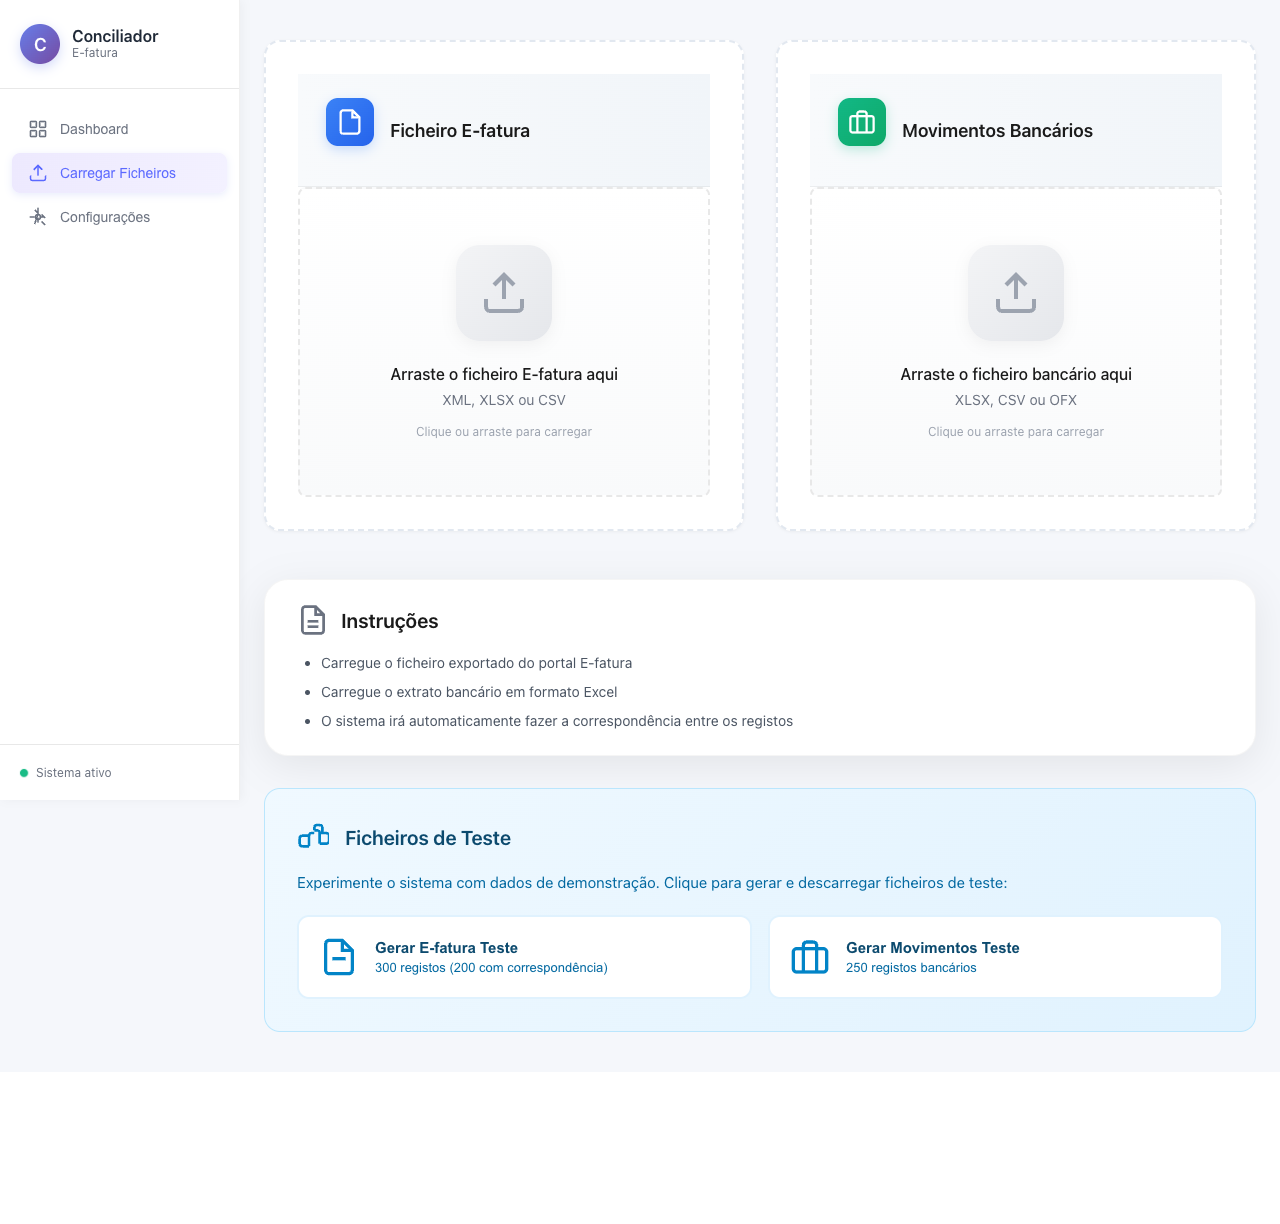 C
Conciliador
E-fatura
Dashboard
Carregar Ficheiros
Configurações
Sistema ativo
Ficheiro E-fatura
Arraste o ficheiro E-fatura aqui
XML, XLSX ou CSV
Clique ou arraste para carregar
Movimentos Bancários
Arraste o ficheiro bancário aqui
XLSX, CSV ou OFX
Clique ou arraste para carregar
Instruções
• Carregue o ficheiro exportado do portal E-fatura
• Carregue o extrato bancário em formato Excel
• O sistema irá automaticamente fazer a correspondência entre os registos
Ficheiros de Teste
Experimente o sistema com dados de demonstração. Clique para gerar e descarregar ficheiros de teste:
Gerar E-fatura Teste
300 registos (200 com correspondência)
Gerar Movimentos Teste
250 registos bancários